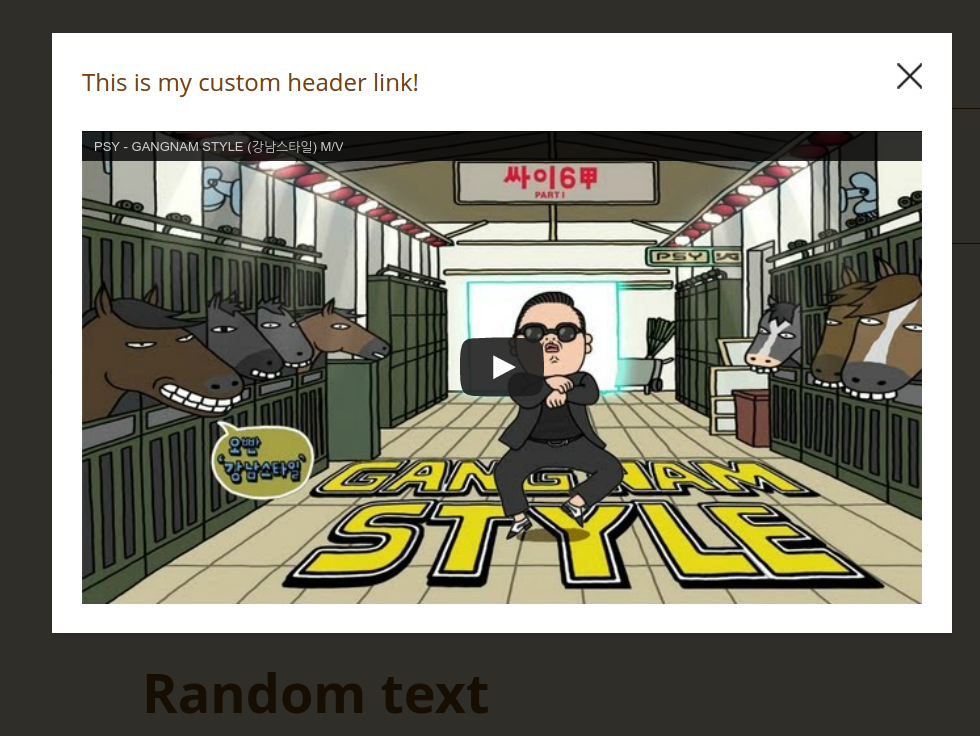 This is my custom header link!
PSY - GANGNAM STYLE (강남스타일) M/V
싸이6甲
PART 1
PSY
오빤
'강남스타일'
GANGNAM
STYLE
Random text